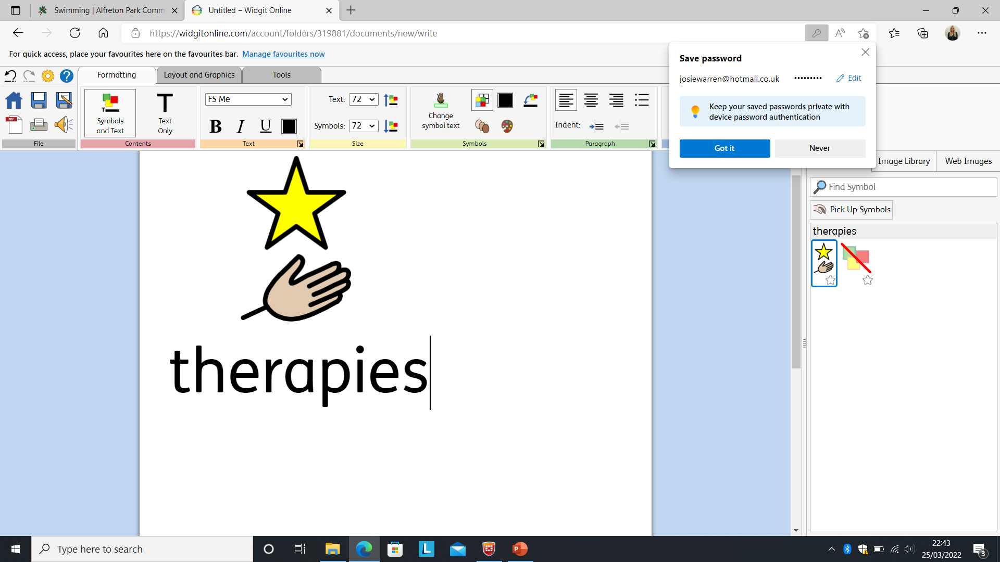 Swimming | Alfreton Park Comm
Untitled – Widgit Online
https://widgitonline.com/account/folders/319881/documents/new/write
For quick access, place your favourites here on the favourites bar. Manage favourites now
Save password
josiewarren@hotmail.co.uk ••••••••• Edit
Keep your saved passwords private with
device password authentication
Got it Never
Formatting Layout and Graphics Tools
FS Me Text: 72
Symbols
and Text
Text
Only
B I U Symbols: 72
Change
symbol text
Indent:
PDF
File Contents Text Size Symbols Paragraph
Image Library Web Images
Find Symbol
Pick Up Symbols
therapies
therapies
Type here to search
22:43
25/03/2022
3